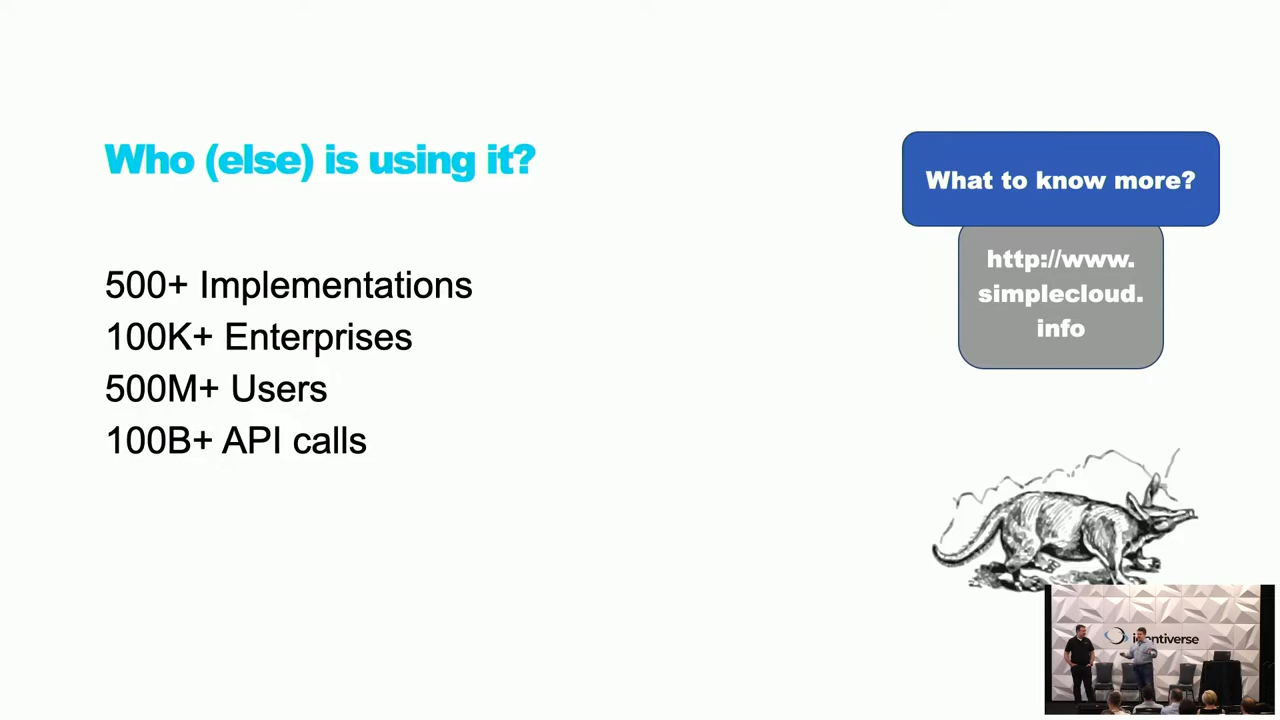 Who (else) is using it?
500+ Implementations
100K+ Enterprises
500M+ Users
100B+ API calls
What to know more?
http://www.
simplecloud.
info
identiverse